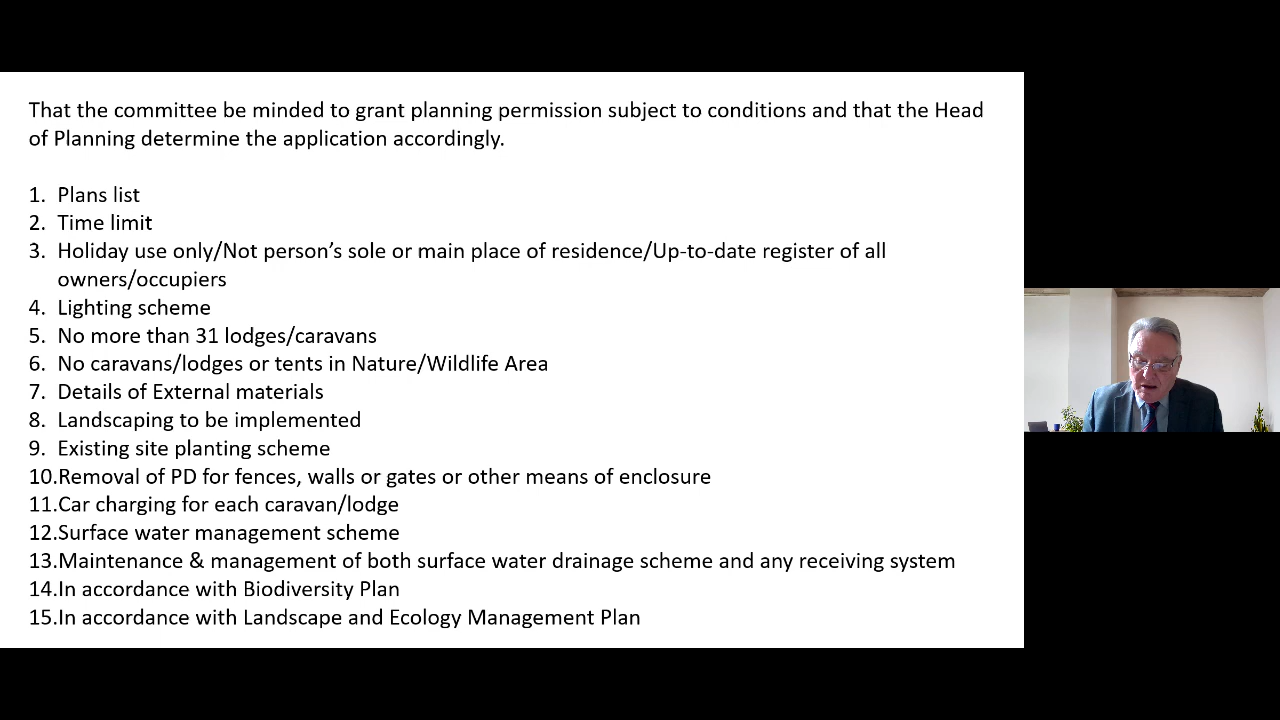 That the committee be minded to grant planning permission subject to conditions and that the Head
of Planning determine the application accordingly.
1. Plans list
2. Time limit
3. Holiday use only/Not person’s sole or main place of residence/Up-to-date register of all
owners/occupiers
4. Lighting scheme
5. No more than 31 lodges/caravans
6. No caravans/lodges or tents in Nature/Wildlife Area
7. Details of External materials
8. Landscaping to be implemented
9. Existing site planting scheme
10.Removal of PD for fences, walls or gates or other means of enclosure
11.Car charging for each caravan/lodge
12.Surface water management scheme
13.Maintenance & management of both surface water drainage scheme and any receiving system
14.In accordance with Biodiversity Plan
15.In accordance with Landscape and Ecology Management Plan